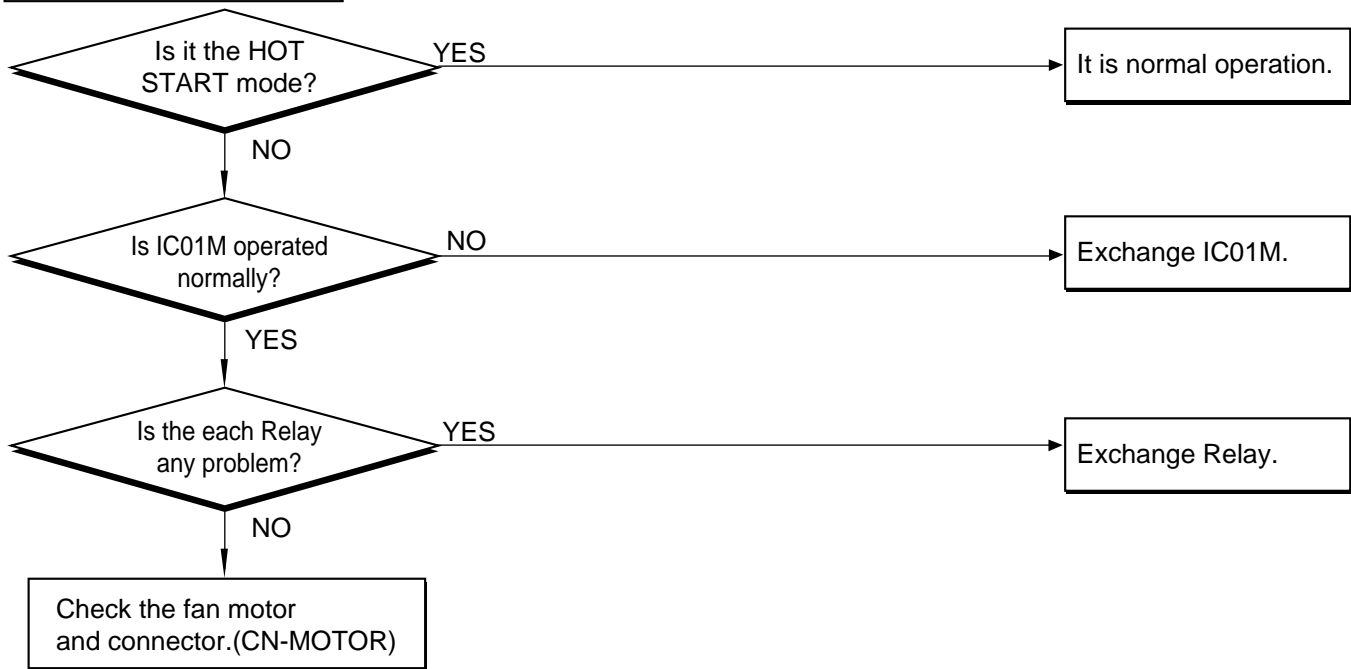 Is it the HOT
START mode?
YES
It is normal operation.
NO
Is IC01M operated
normally?
NO
Exchange IC01M.
YES
Is the each Relay
any problem?
YES
Exchange Relay.
NO
Check the fan motor
and connector.(CN-MOTOR)